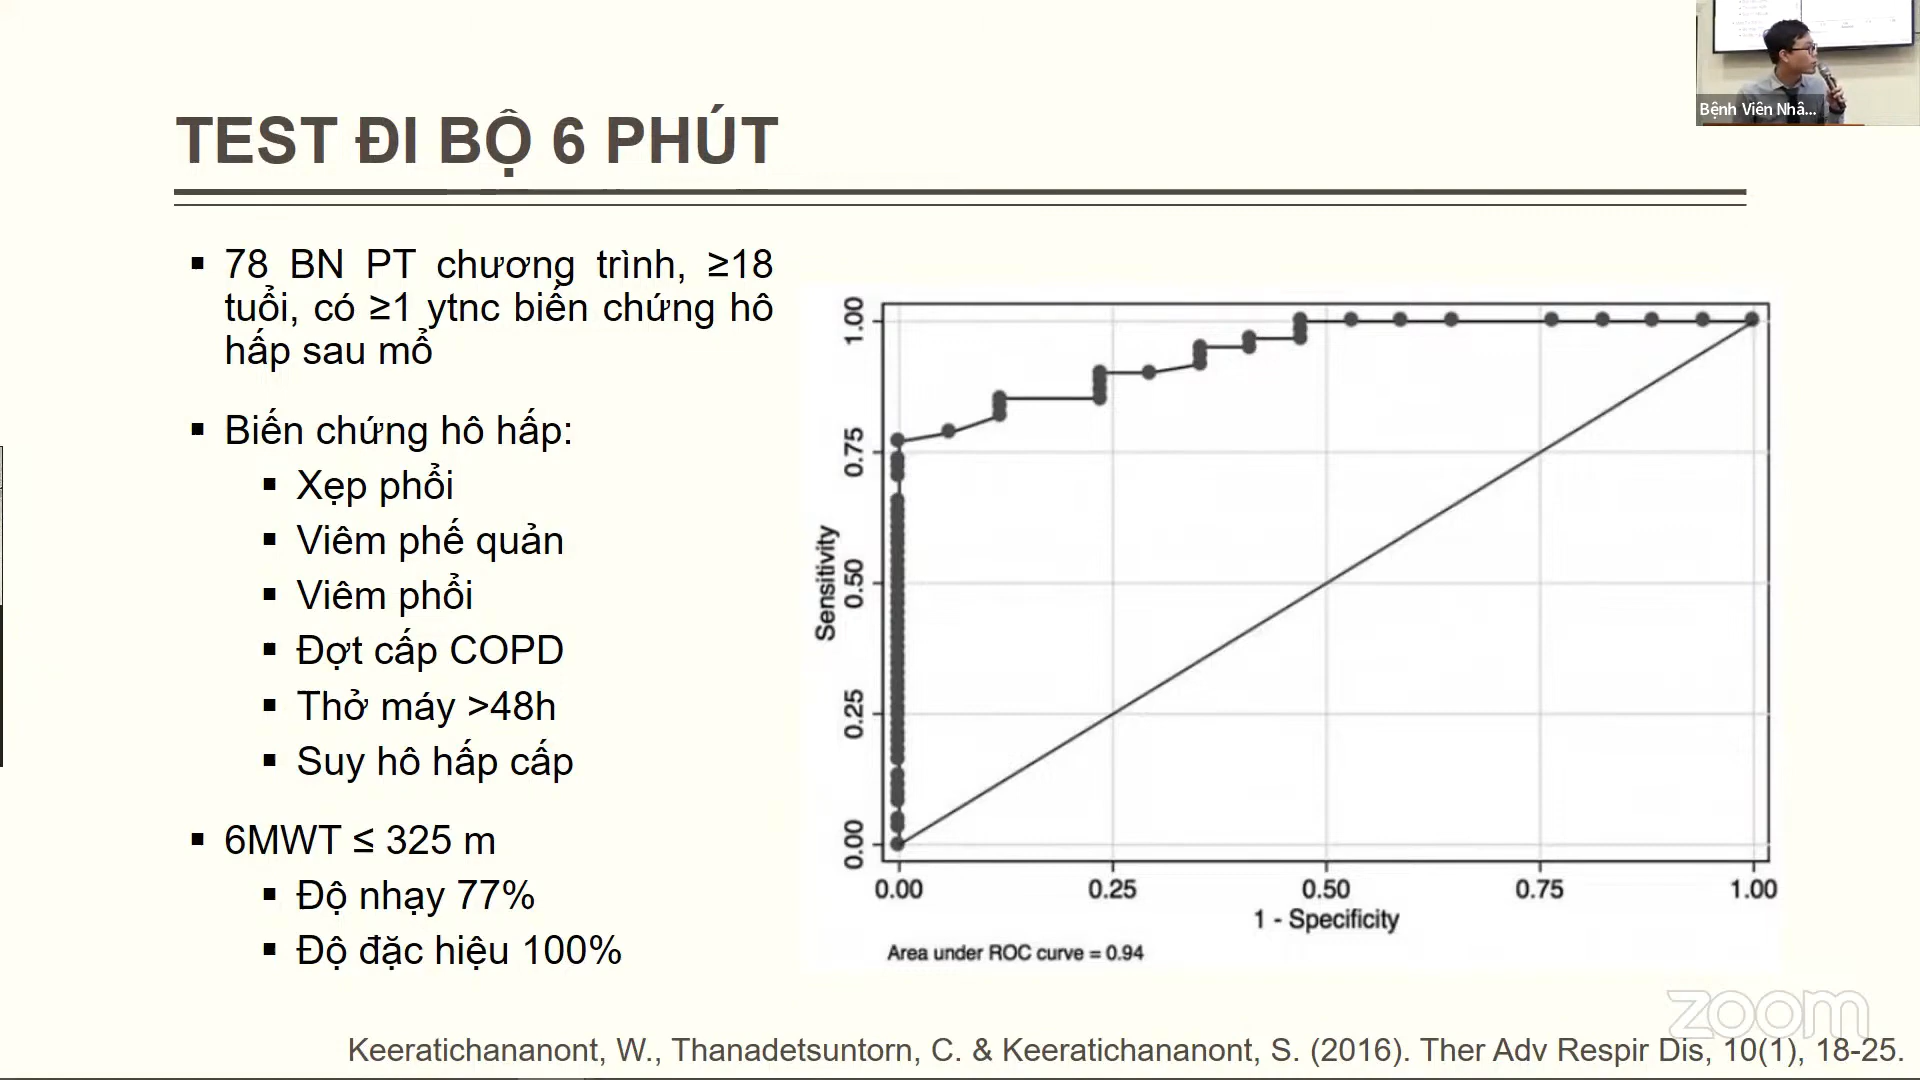 Bệnh Viện Nhâ...
TEST ĐI BỘ 6 PHÚT
▪ 78 BN PT chương trình, ≥18
tuổi, có ≥1 ytnc biến chứng hô
hấp sau mổ
▪ Biến chứng hô hấp:
▪ Xẹp phổi
▪ Viêm phế quản
▪ Viêm phổi
▪ Đợt cấp COPD
▪ Thở máy >48h
▪ Suy hô hấp cấp
▪ 6MWT ≤ 325 m
▪ Độ nhạy 77%
▪ Độ đặc hiệu 100%
Sensitivity
1.00
0.75
0.50
0.25
0.00
0.00 0.25 0.50 0.75 1.00
1 - Specificity
Area under ROC curve = 0.94
zoom
Keeratichananont, W., Thanadetsuntorn, C. & Keeratichananont, S. (2016). Ther Adv Respir Dis, 10(1), 18-25.